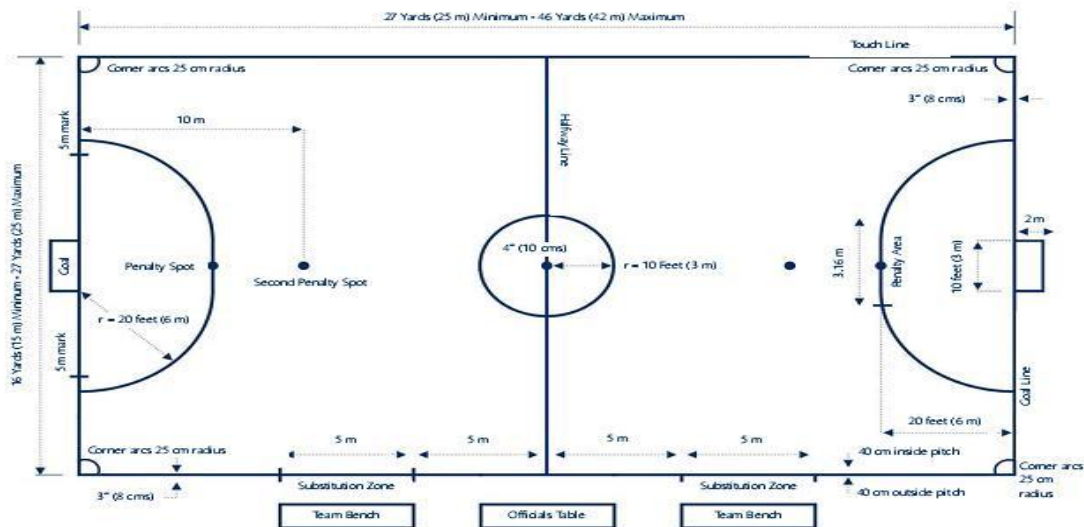 27 Yards (25 m) Minimum - 46 Yards (42 m) Maximum
Touch Line
Corner arcs 25 cm radius
Corner arcs 25 cm radius
3" (8 cms)
10 m
5m mark
Halfway Line
16 Yards (15 m) Mininum - 27 Yards (25 m) Maximum
2 m
4" (10 cms)
Goal
Penalty Spot
r = 10 Feet (3 m)
3.16 m
Penalty Area
10 feet (3 m)
Second Penalty Spot
r = 20 feet (6 m)
5m mark
Goal Line
20 feet (6 m)
5 m
5 m
5 m
5 m
Corner arcs 25 cm radius
40 cm inside pitch
Corner arcs
25 cm
radius
3" (8 cms)
Substitution Zone
Substitution Zone
40 cm outside pitch
Team Bench
Officials Table
Team Bench